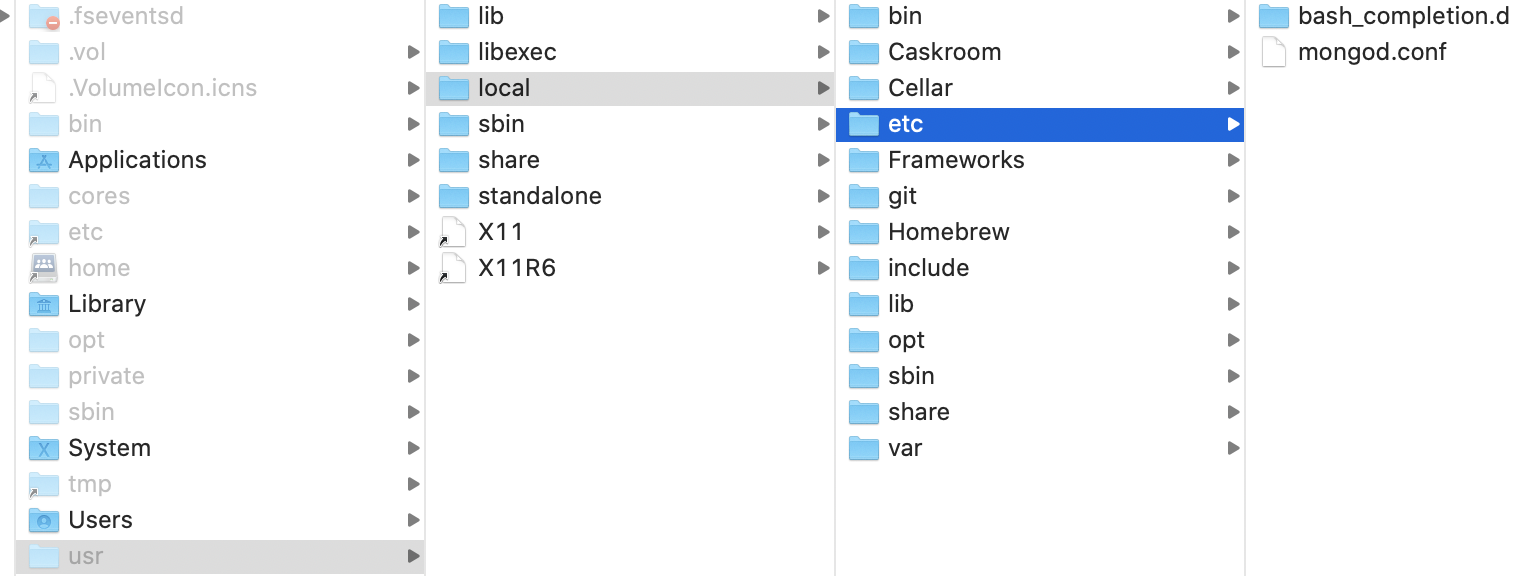 .fseventsd
.vol
.VolumeIcon.icns
bin
Applications
cores
etc
home
Library
opt
private
sbin
System
tmp
Users
usr
lib
libexec
local
sbin
share
standalone
X11
X11R6
bin
Caskroom
Cellar
etc
Frameworks
git
Homebrew
include
lib
opt
sbin
share
var
bash_completion.d
mongod.conf